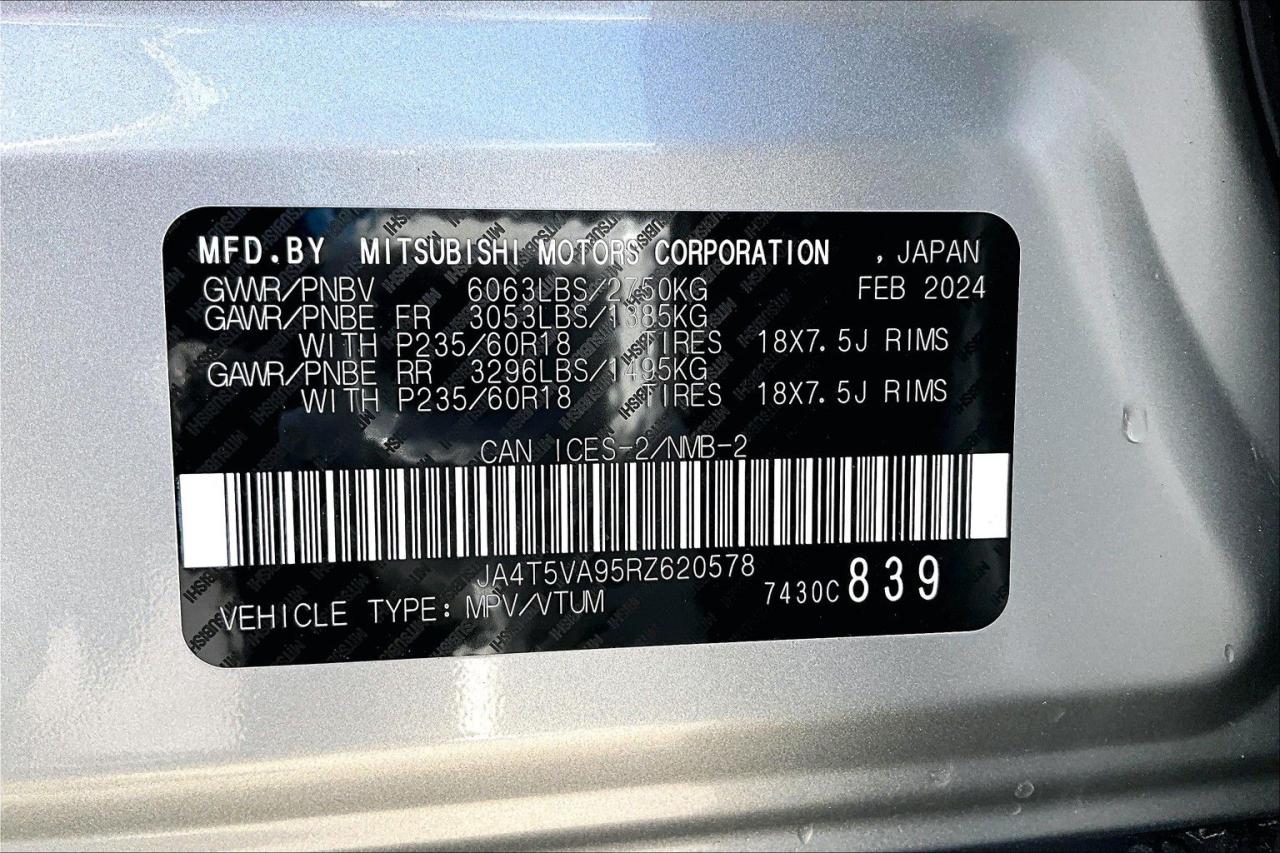 MFD.BY MITSUBISHI MOTORS CORPORATION , JAPAN
GVWR/PNBV 6063LBS/2750KG FEB 2024
GAWR/PNBE FR 3053LBS/1385KG
WITH P235/60R18 TIRES 18X7.5J RIMS
GAWR/PNBE RR 3296LBS/1495KG
WITH P235/60R18 TIRES 18X7.5J RIMS
CAN ICES-2/NMB-2
JA4T5VA95RZ620578
VEHICLE TYPE: MPV/VTUM 7430C 839